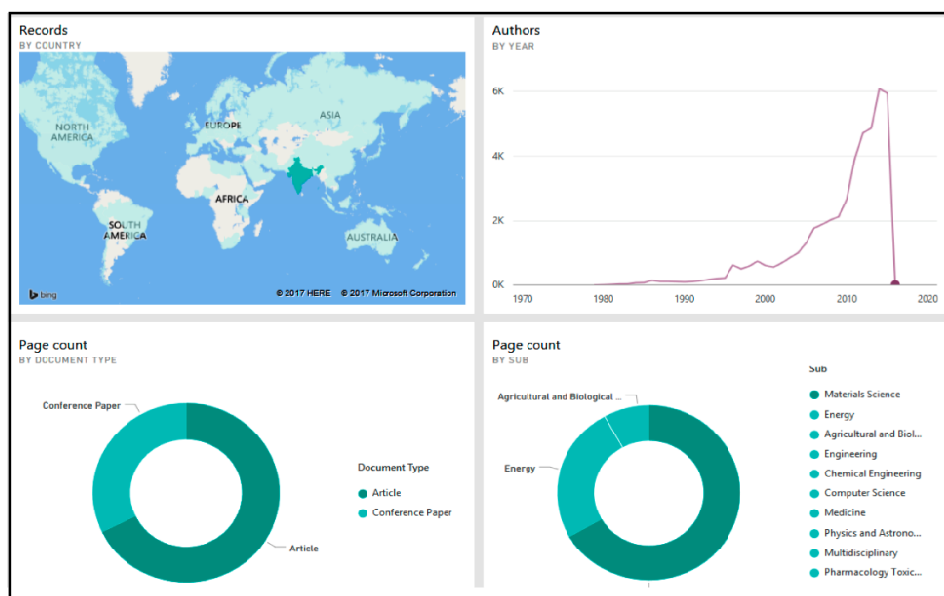 Records
BY COUNTRY
NORTH
AMERICA
EUROPE
ASIA
AFRICA
SOUTH
AMERICA
AUSTRALIA
bing
© 2017 HERE © 2017 Microsoft Corporation
Authors
BY YEAR
6K
4K
2K
0K
1970 1980 1990 2000 2010 2020
Page count
BY DOCUMENT TYPE
Conference Paper
Article
Document Type
Article
Conference Paper
Page count
BY SUB
Agricultural and Biological ...
Energy
Sub
Materials Science
Energy
Agricultural and Biol...
Engineering
Chemical Engineering
Computer Science
Medicine
Physics and Astrono...
Multidisciplinary
Pharmacology Toxic...